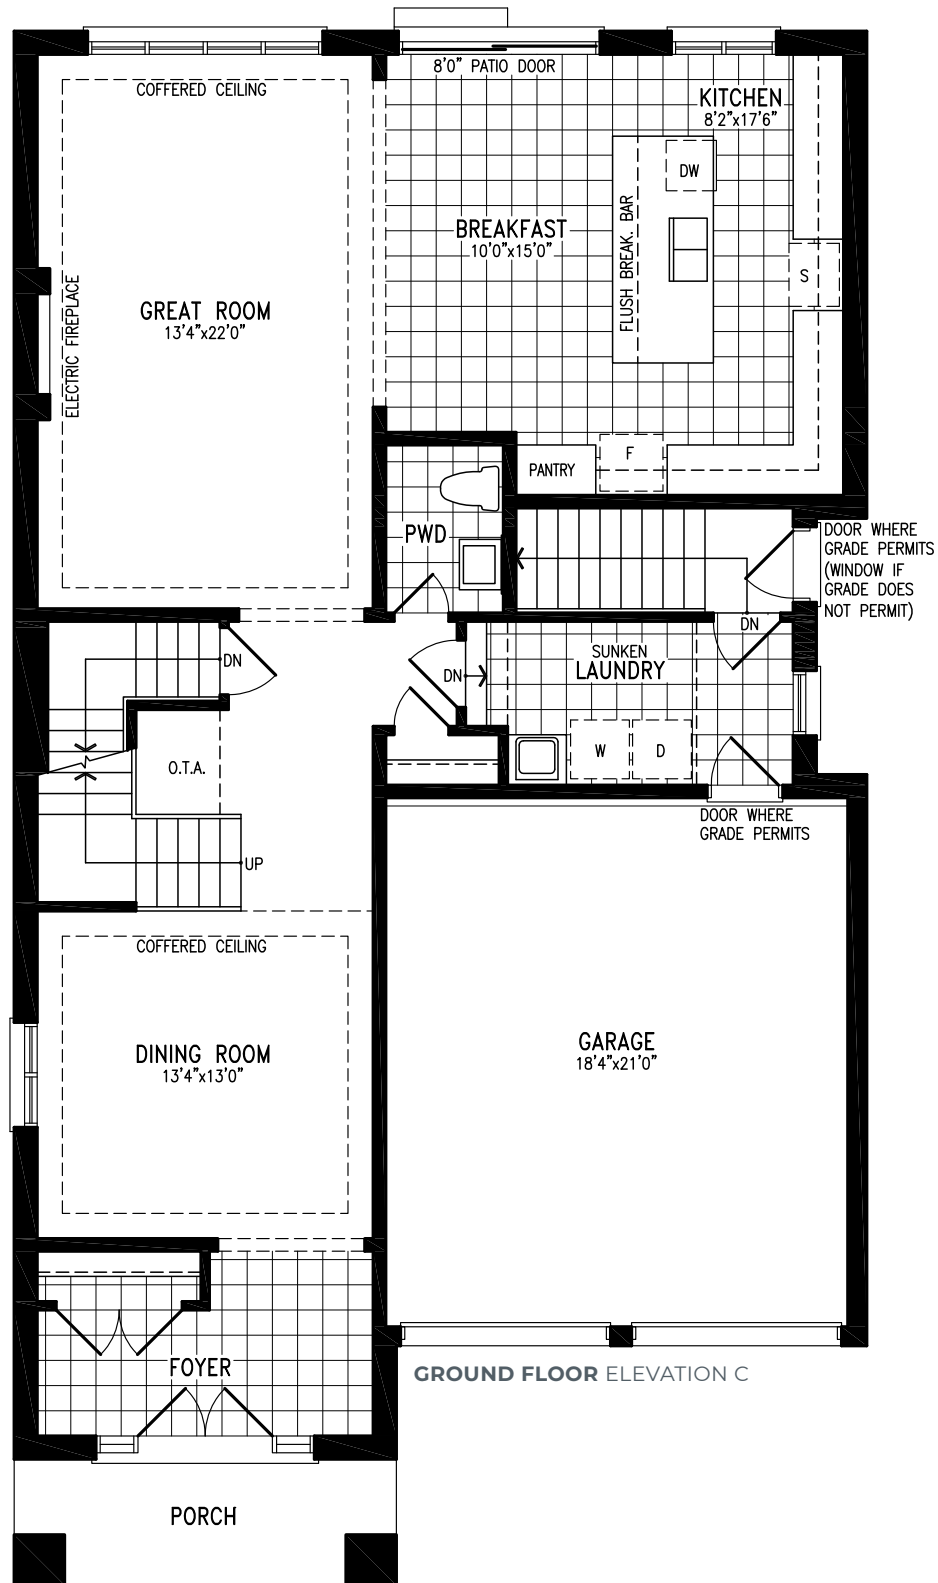 8'0" PATIO DOOR
COFFERED CEILING
KITCHEN
8'2"x17'6"
DW
BREAKFAST
10'0"x15'0"
FLUSH BREAK. BAR
S
ELECTRIC FIREPLACE
GREAT ROOM
13'4"x22'0"
F
PANTRY
PWD
DOOR WHERE
GRADE PERMITS
(WINDOW IF
GRADE DOES
NOT PERMIT)
DN
SUNKEN
LAUNDRY
DN
DN
W
D
O.T.A.
DOOR WHERE
GRADE PERMITS
UP
COFFERED CEILING
DINING ROOM
13'4"x13'0"
GARAGE
18'4"x21'0"
FOYER
GROUND FLOOR ELEVATION C
PORCH